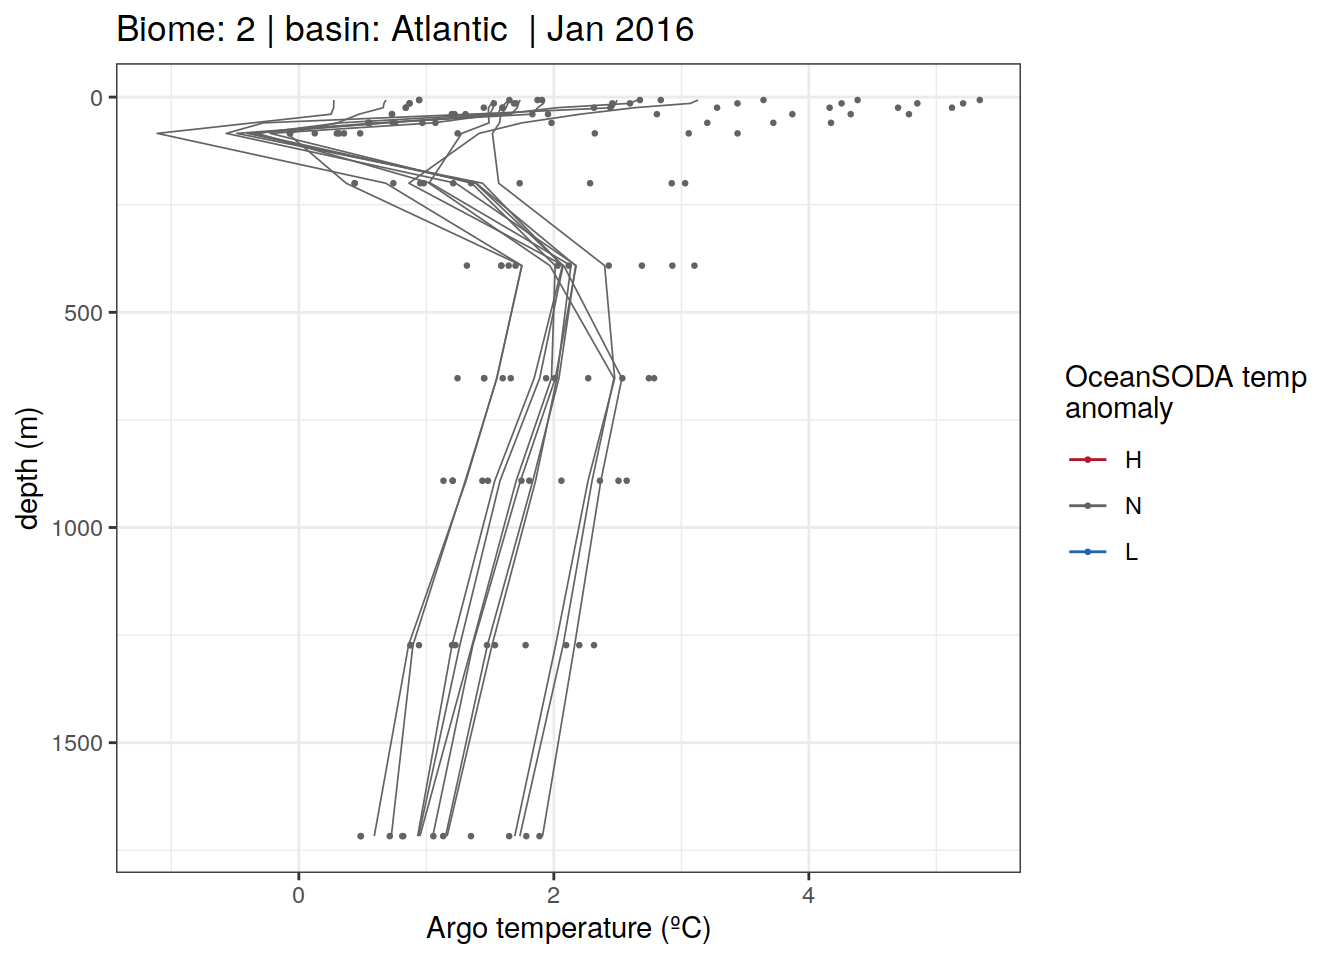 Biome: 2 | basin: Atlantic  | Jan 2016
0
500
1000
1500
depth (m)
0
2
4
Argo temperature (ºC)
OceanSODA temp
anomaly
H
N
L